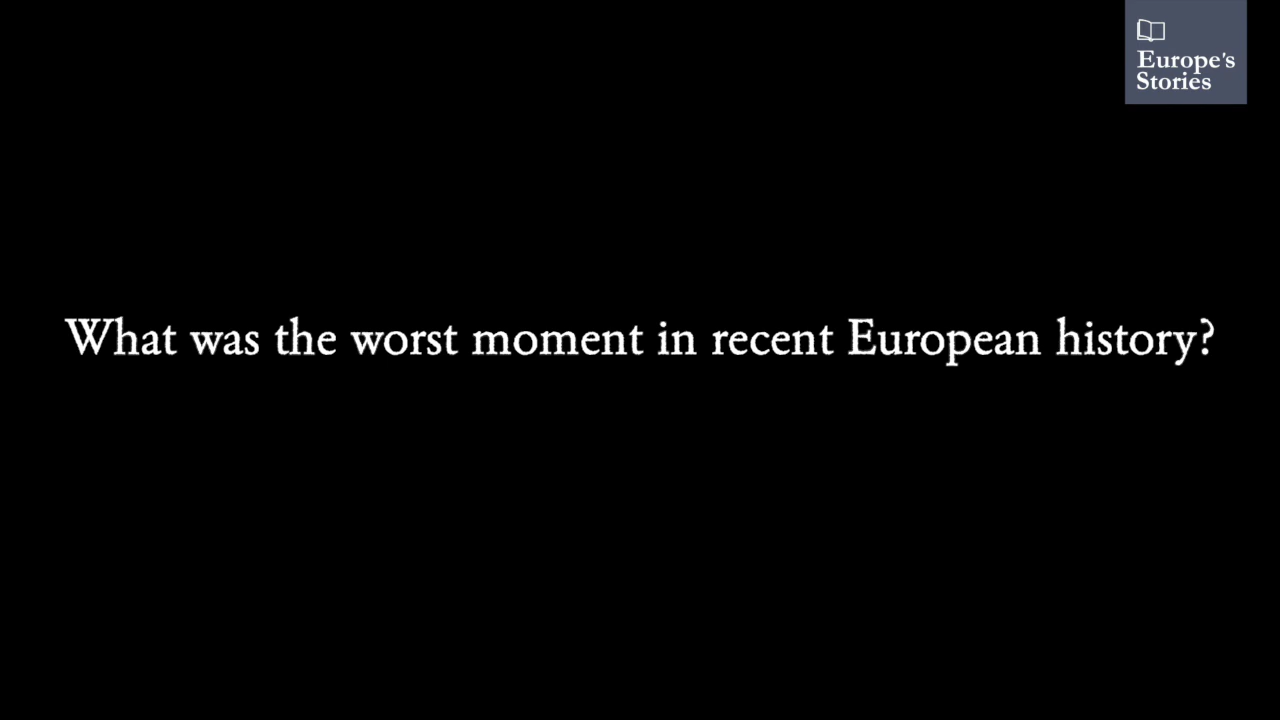 Europe's
Stories
What was the worst moment in recent European history?